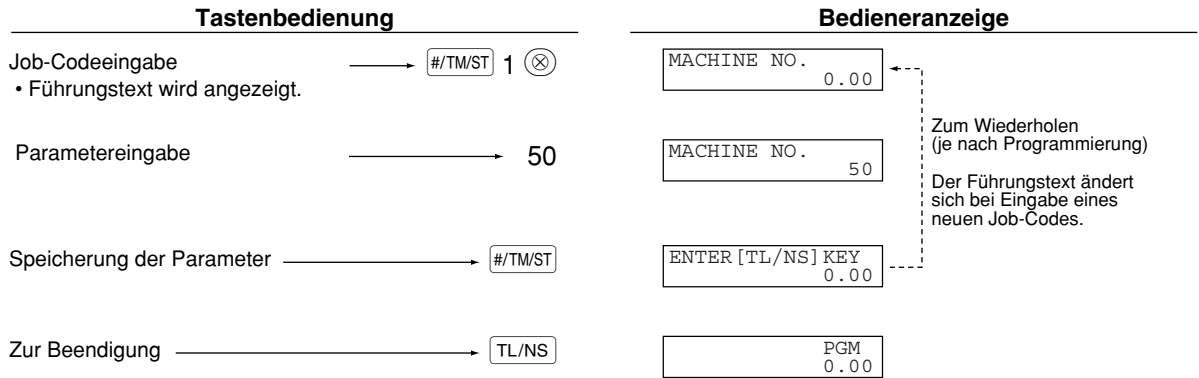 Tastenbedienung
Bedieneranzeige
Job-Codeeingabe #/TM/ST 1 ⊗
• Führungstext wird angezeigt.
MACHINE NO.
0.00
Zum Wiederholen
(je nach Programmierung)
Der Führungstext ändert
sich bei Eingabe eines
neuen Job-Codes.
Parametereingabe 50
MACHINE NO.
50
Speicherung der Parameter #/TM/ST
ENTER[TL/NS]KEY
0.00
Zur Beendigung TL/NS
PGM
0.00